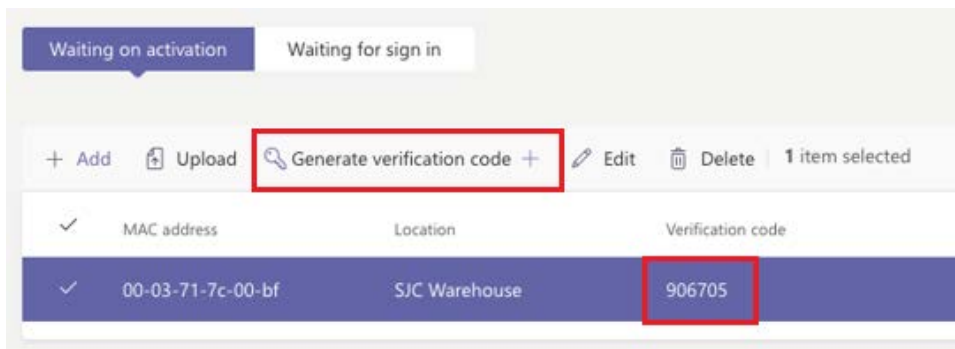 Waiting on activation Waiting for sign in
+ Add Upload Generate verification code + Edit Delete 1 item selected
MAC address Location Verification code
00-03-71-7c-00-bf SJC Warehouse 906705